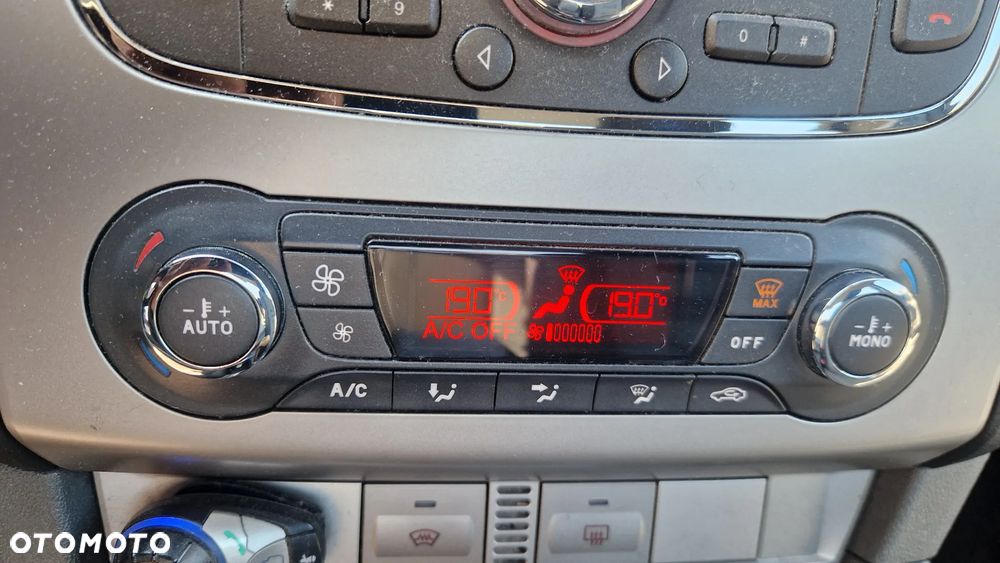 * 9
0 #
19.0°C 19.0°C
A/C OFF
- + AUTO
MAX
OFF
- + MONO
A/C
OTOMOTO